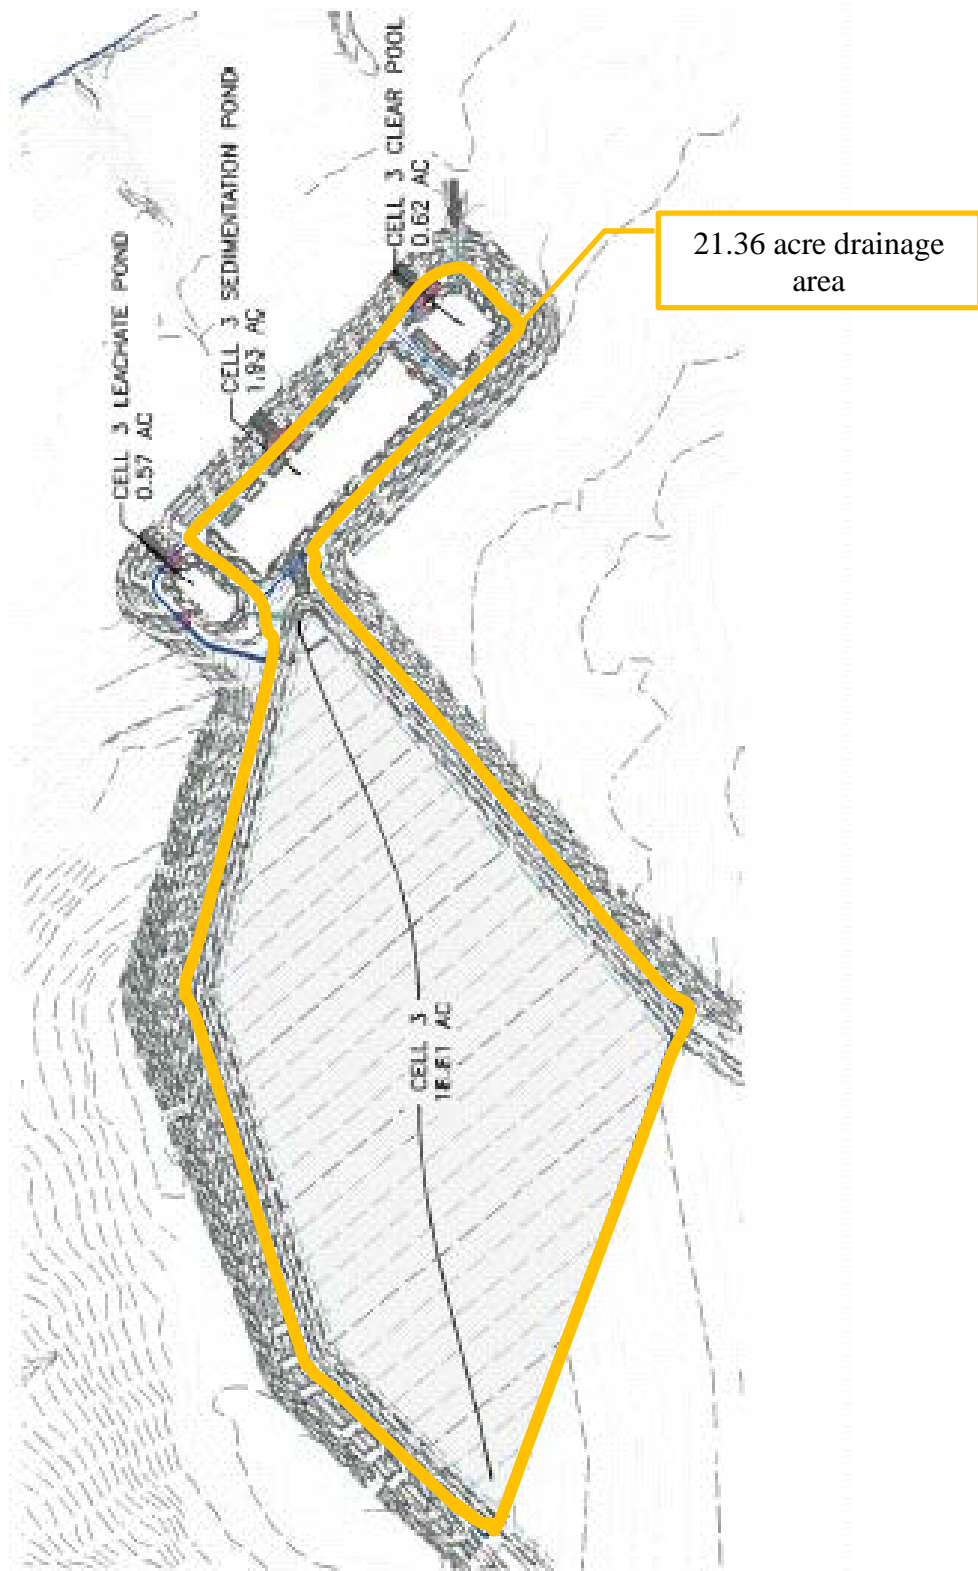 CELL 3 LEACHATE POND
0.57 AC
CELL 3 SEDIMENTATION POND
1.93 AC
CELL 3 CLEAR POOL
0.62 AC
21.36 acre drainage
area
CELL 3
AC